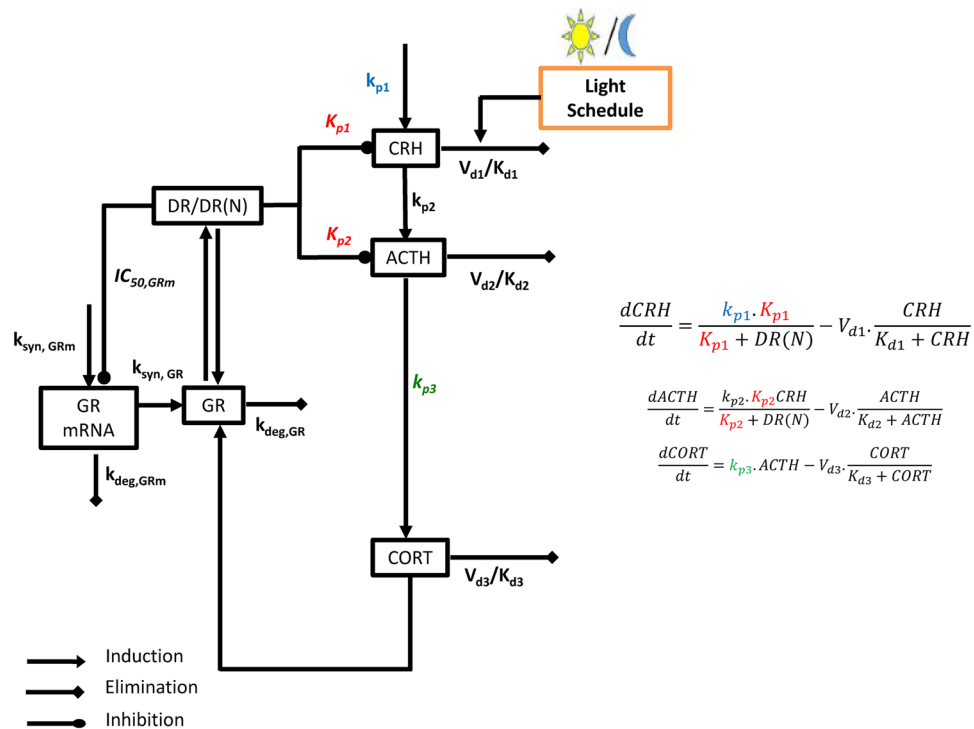 Light
Schedule
k_p1
K_p1
CRH
V_d1/K_d1
DR/DR(N)
k_p2
K_p2
ACTH
V_d2/K_d2
IC_50,GRm
k_syn, GRm
k_syn, GR
k_p3
GR
mRNA
GR
k_deg,GR
k_deg,GRm
CORT
V_d3/K_d3
Induction
Elimination
Inhibition
dCRH/dt = k_p1.K_p1/(K_p1 + DR(N)) − V_d1.CRH/(K_d1 + CRH)
dACTH/dt = k_p2.K_p2CRH/(K_p2 + DR(N)) − V_d2.ACTH/(K_d2 + ACTH)
dCORT/dt = k_p3.ACTH − V_d3.CORT/(K_d3 + CORT)